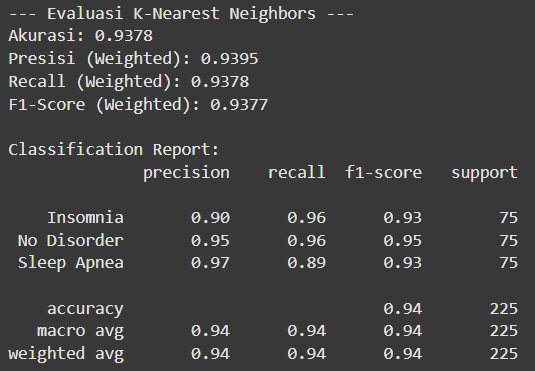 --- Evaluasi K-Nearest Neighbors ---
Akurasi: 0.9378
Presisi (Weighted): 0.9395
Recall (Weighted): 0.9378
F1-Score (Weighted): 0.9377

Classification Report:
              precision    recall  f1-score   support

    Insomnia       0.90      0.96      0.93        75
 No Disorder       0.95      0.96      0.95        75
 Sleep Apnea       0.97      0.89      0.93        75

    accuracy                           0.94       225
   macro avg       0.94      0.94      0.94       225
weighted avg       0.94      0.94      0.94       225